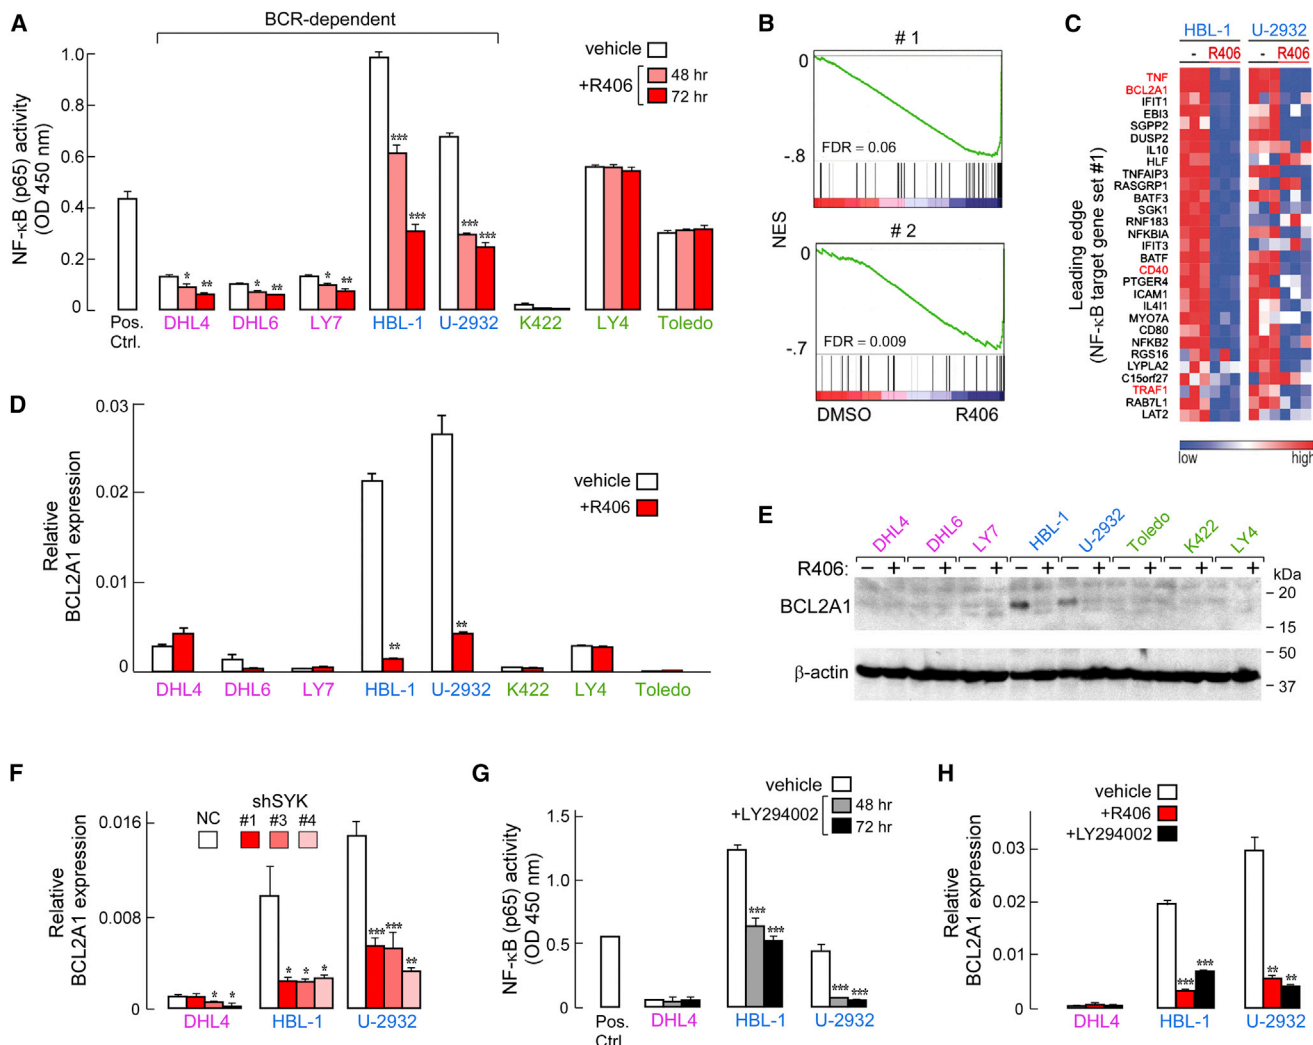 A
BCR-dependent
vehicle
+R406
48 hr
72 hr
NF-κB (p65) activity
(OD 450 nm)
1.0
0.8
0.6
0.4
0.2
0
* ** * ** * ** *** *** *** ***
Pos.
Ctrl.
DHL4 DHL6 LY7 HBL-1 U-2932 K422 LY4 Toledo
B
# 1
0
-.8
FDR = 0.06
NES
# 2
0
-.7
FDR = 0.009
DMSO R406
C
HBL-1 U-2932
- R406 - R406
Leading edge
(NF-κB target gene set #1)
TNF
BCL2A1
IFIT1
EBI3
SGPP2
DUSP2
IL10
HLF
TNFAIP3
RASGRP1
BATF3
SGK1
RNF183
NFKBIA
IFIT3
BATF
CD40
PTGER4
ICAM1
IL4I1
MYO7A
CD80
NFKB2
RGS16
LYPLA2
C15orf27
TRAF1
RAB7L1
LAT2
low high
D
Relative
BCL2A1 expression
0.03
0.02
0.01
0
vehicle
+R406
** **
DHL4 DHL6 LY7 HBL-1 U-2932 K422 LY4 Toledo
E
DHL4 DHL6 LY7 HBL-1 U-2932 Toledo K422 LY4
R406: − + − + − + − + − + − + − + − +
kDa
BCL2A1
- 20
- 15
β-actin
- 50
- 37
F
shSYK
NC #1 #3 #4
Relative
BCL2A1 expression
0.016
0.008
0
* * * * * *** *** **
DHL4 HBL-1 U-2932
G
vehicle
+LY294002
48 hr
72 hr
NF-κB (p65) activity
(OD 450 nm)
1.5
1.0
0.5
0
*** *** *** ***
Pos.
Ctrl.
DHL4 HBL-1 U-2932
H
vehicle
+R406
+LY294002
Relative
BCL2A1 expression
0.03
0.02
0.01
0
*** *** ** **
DHL4 HBL-1 U-2932